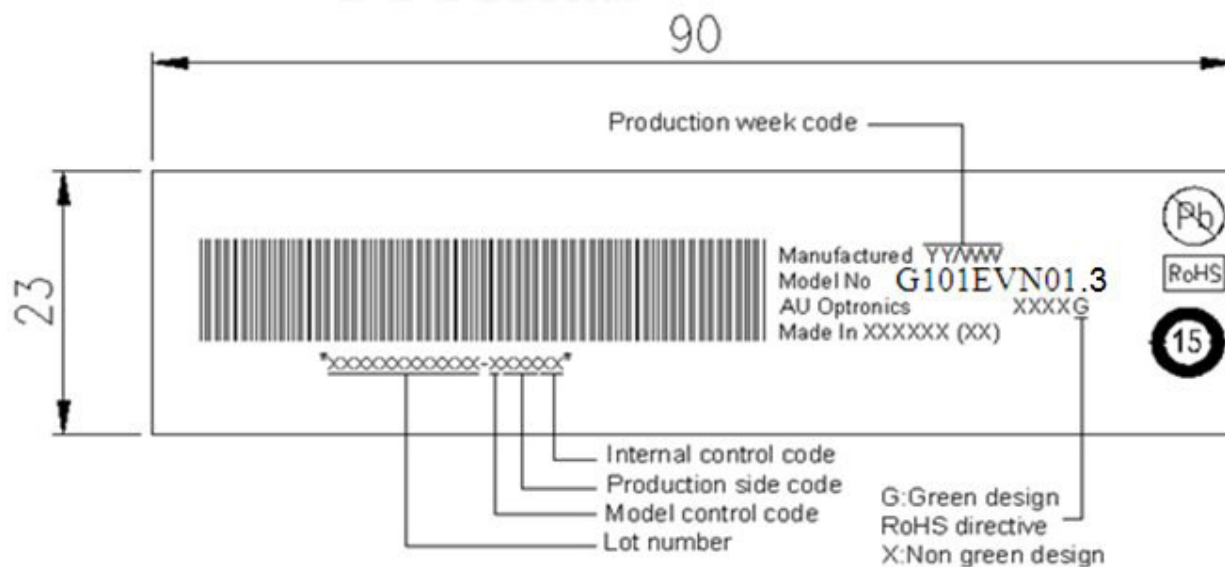 90
Production week code
23
Manufactured YY/WW
Model No G101EVN01.3
AU Optronics XXXXG
Made In XXXXXX (XX)
Pb
RoHS
15
*XXXXXXXXXXXXX-XXXXXX*
Internal control code
Production side code
Model control code
Lot number
G:Green design
RoHS directive
X:Non green design